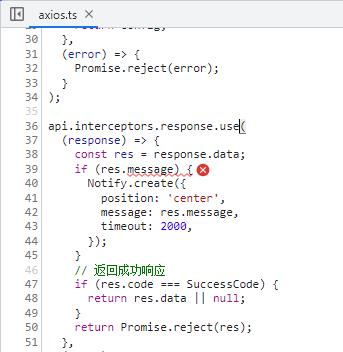 axios.ts ×
30 },
31 (error) => {
32 Promise.reject(error);
33 }
34 );
35
36 api.interceptors.response.use(
37 (response) => {
38 const res = response.data;
39 if (res.message) {
40 Notify.create({
41 position: 'center',
42 message: res.message,
43 timeout: 2000,
44 });
45 }
46 // 返回成功响应
47 if (res.code === SuccessCode) {
48 return res.data || null;
49 }
50 return Promise.reject(res);
51 },